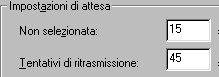 Impostazioni di attesa
Non selezionata: 15
Tentativi di ritrasmissione: 45